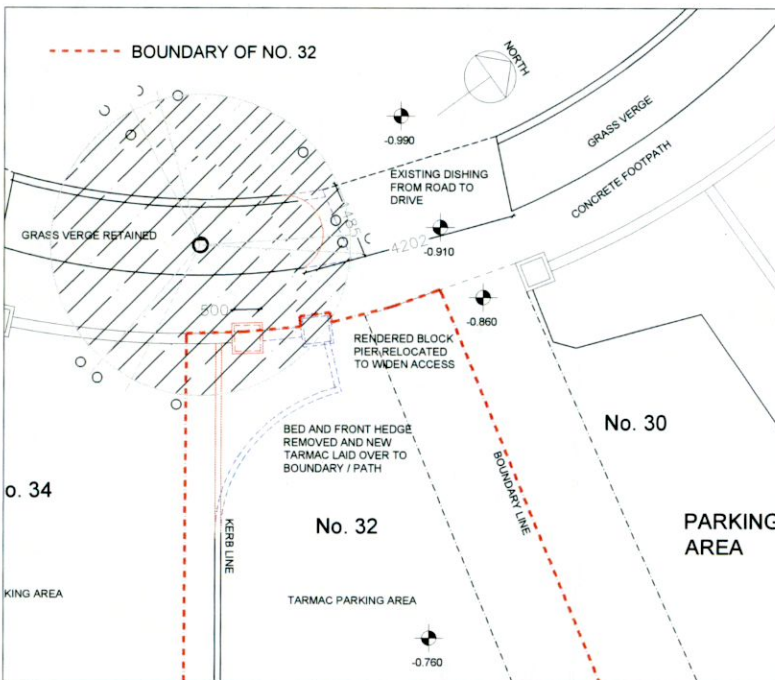 BOUNDARY OF NO. 32
NORTH
-0.990
GRASS VERGE
CONCRETE FOOTPATH
EXISTING DISHING
FROM ROAD TO
DRIVE
GRASS VERGE RETAINED
485
4202
-0.910
500
-0.860
RENDERED BLOCK
PIER RELOCATED
TO WIDEN ACCESS
BED AND FRONT HEDGE
REMOVED AND NEW
TARMAC LAID OVER TO
BOUNDARY / PATH
No. 30
BOUNDARY LINE
o. 34
KERB LINE
No. 32
PARKING
AREA
KING AREA
TARMAC PARKING AREA
-0.760